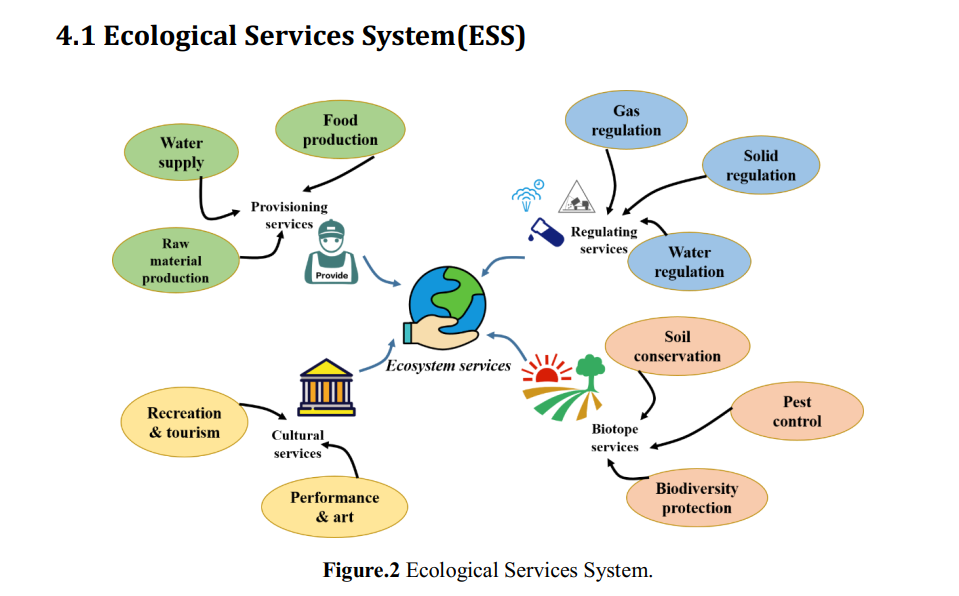 4.1 Ecological Services System(ESS)
Water
supply
Food
production
Raw
material
production
Provisioning
services
Provide
Gas
regulation
Solid
regulation
Water
regulation
Regulating
services
Ecosystem services
Recreation
& tourism
Performance
& art
Cultural
services
Soil
conservation
Pest
control
Biodiversity
protection
Biotope
services
Figure.2 Ecological Services System.